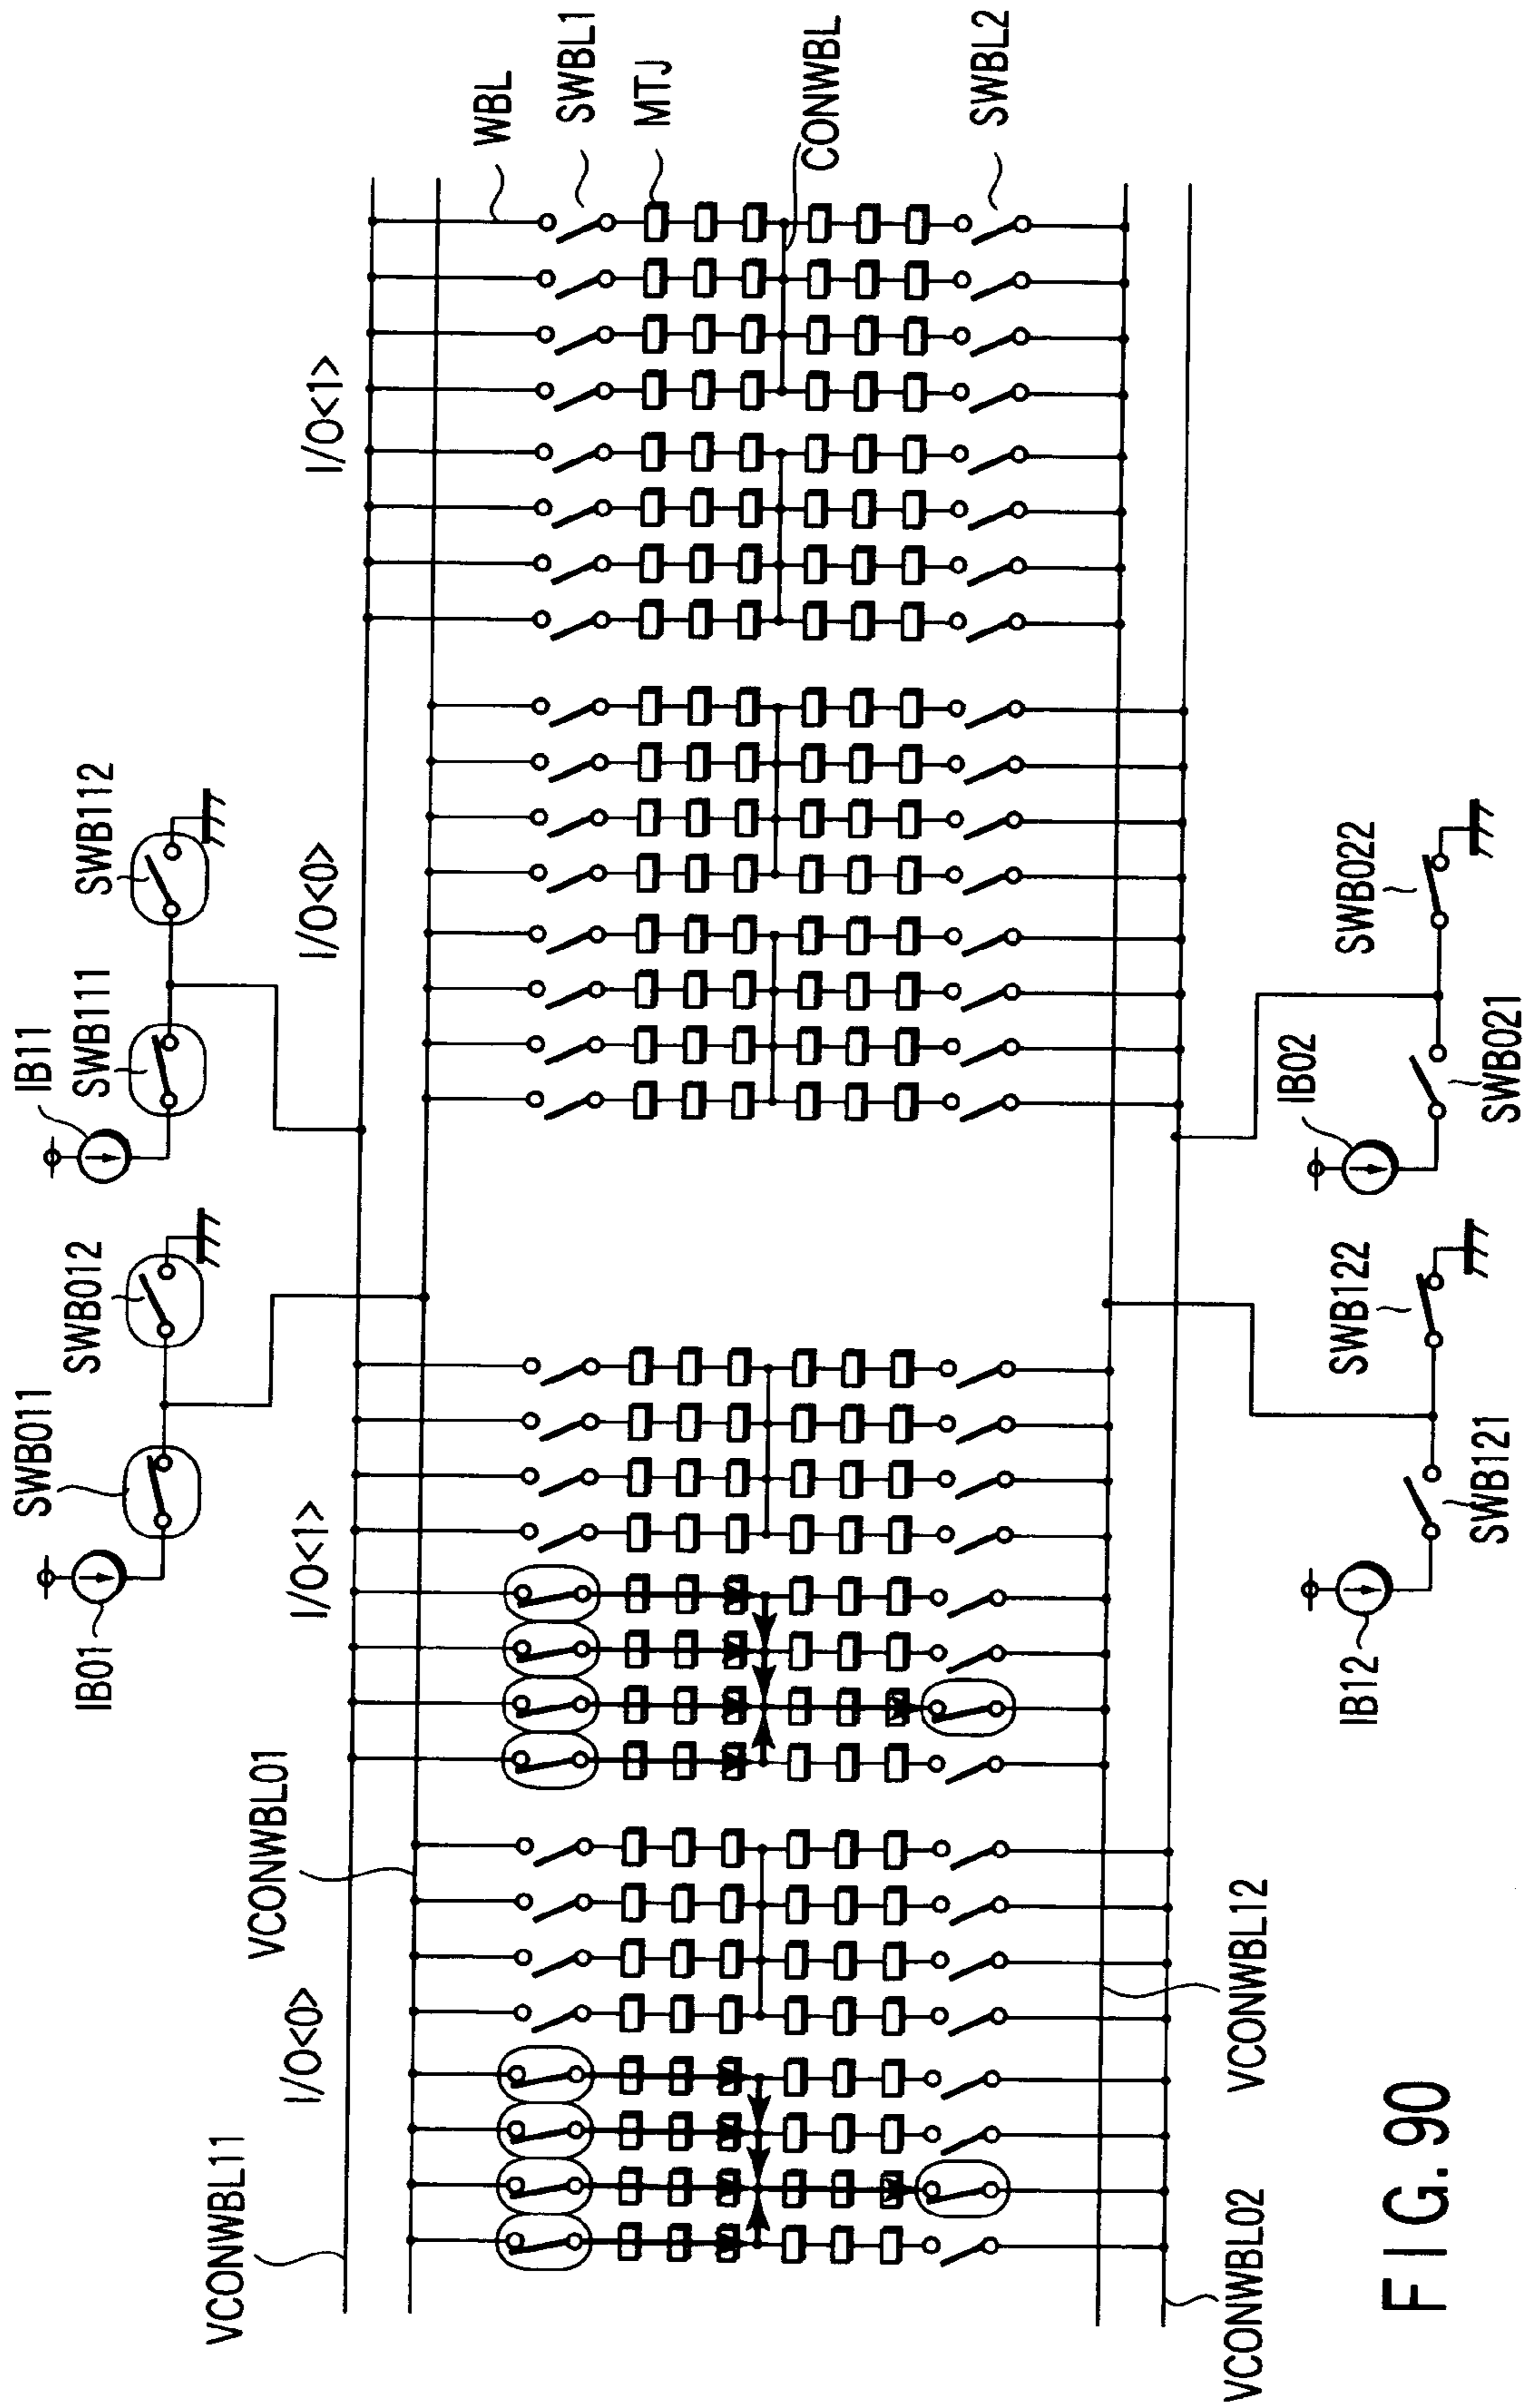 IB01
SWB011
SWB012
IB11
SWB111
SWB112
VCONWBL11
I/O<0>
VCONWBL01
I/O<1>
I/O<0>
I/O<1>
WBL
SWBL1
MTJ
CONWBL
SWBL2
VCONWBL02
VCONWBL12
IB12
SWB121
SWB122
IB02
SWB021
SWB022
FIG. 90